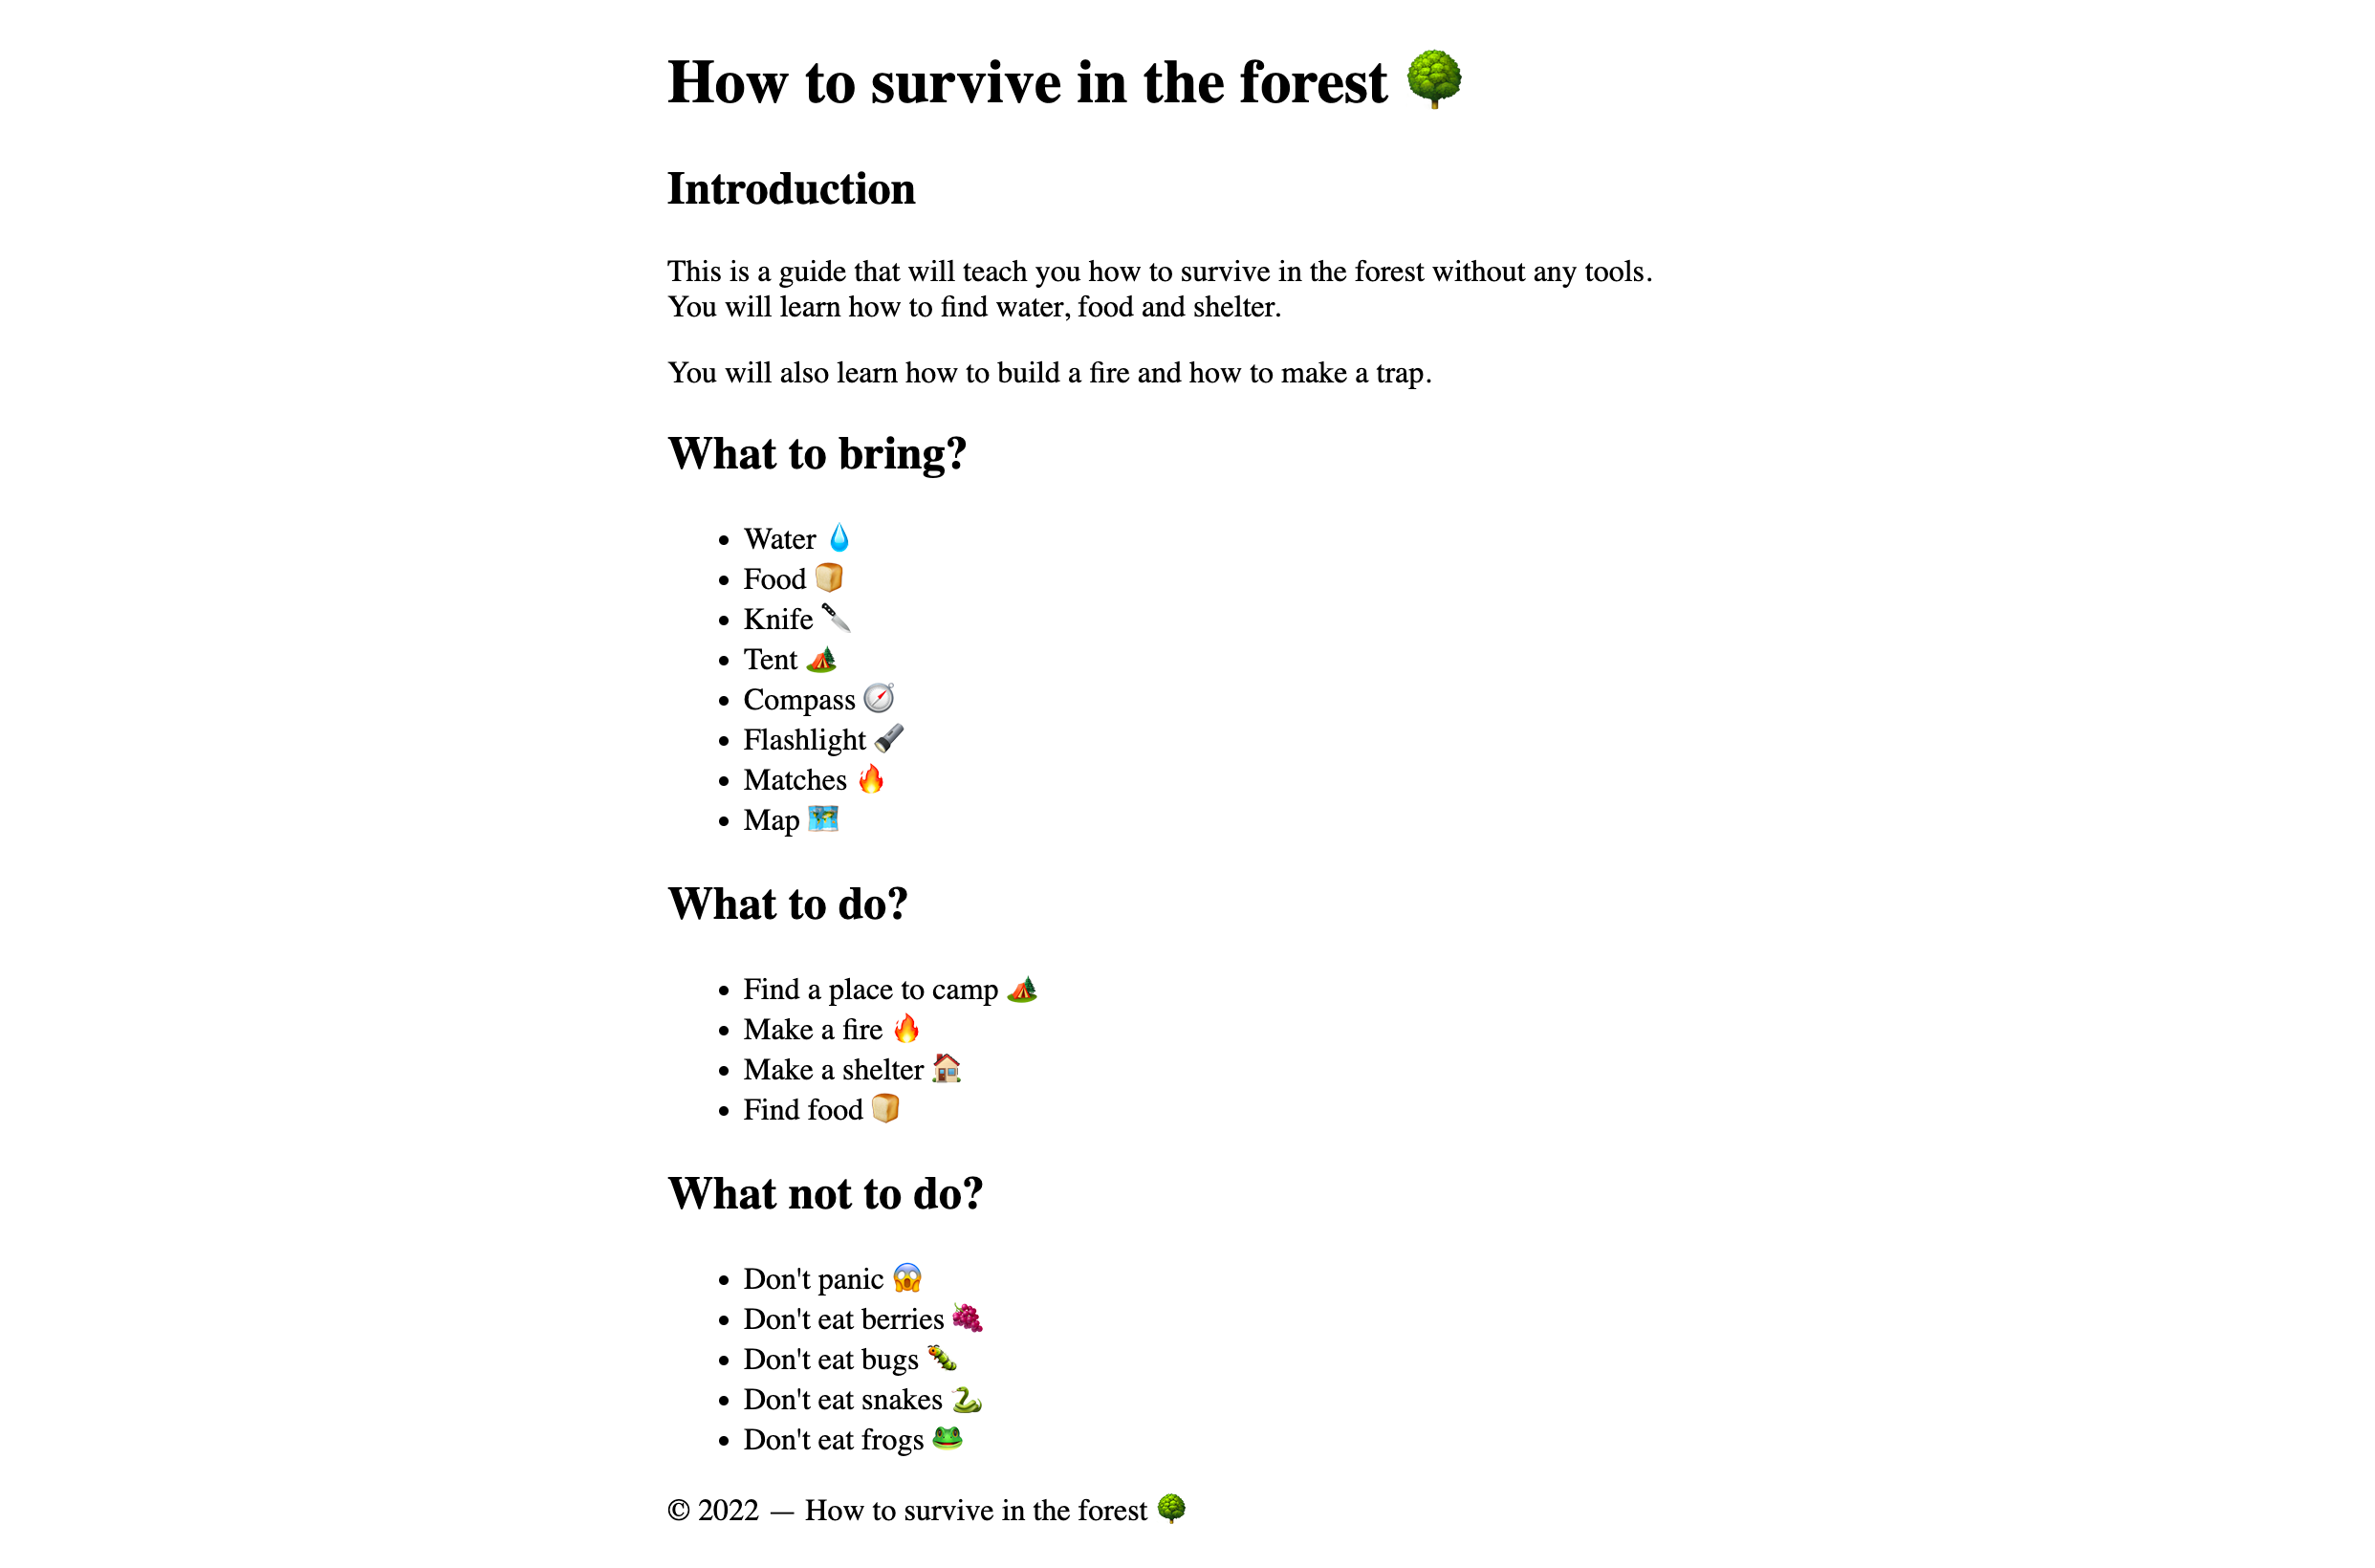 How to survive in the forest 🌳
Introduction
This is a guide that will teach you how to survive in the forest without any tools.
You will learn how to find water, food and shelter.
You will also learn how to build a fire and how to make a trap.
What to bring?
• Water 💧
• Food 🍞
• Knife 🔪
• Tent 🏕️
• Compass 🧭
• Flashlight 🔦
• Matches 🔥
• Map 🗺️
What to do?
• Find a place to camp 🏕️
• Make a fire 🔥
• Make a shelter 🏠
• Find food 🍞
What not to do?
• Don't panic 😱
• Don't eat berries 🍇
• Don't eat bugs 🐛
• Don't eat snakes 🐍
• Don't eat frogs 🐸
© 2022 — How to survive in the forest 🌳